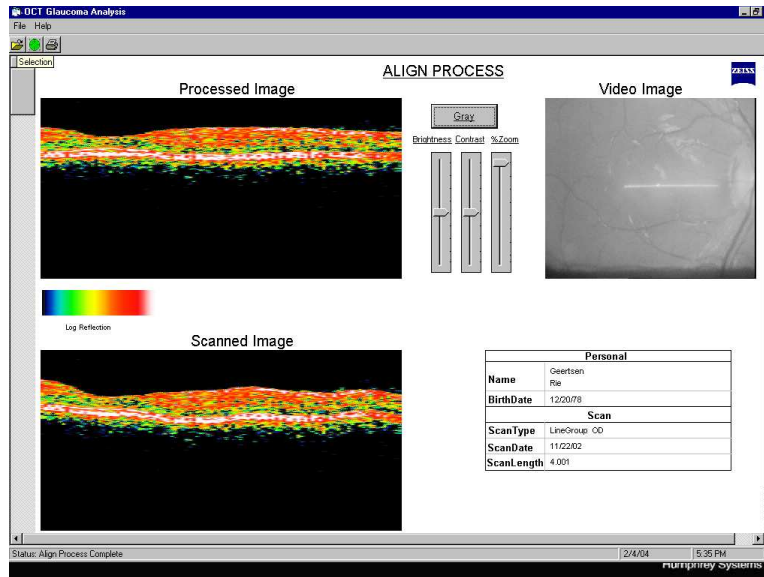 OCT Glaucoma Analysis
File Help
Selection
ALIGN PROCESS
ZEISS
Processed Image
Video Image
Gray
Brightness Contrast %Zoom
Log Reflection
Scanned Image
Personal
Name Geertsen
Rie
BirthDate 12/20/78
Scan
ScanType LineGroup OD
ScanDate 11/22/02
ScanLength 4.001
Status: Align Process Complete 2/4/04 5:35 PM
Humphrey Systems